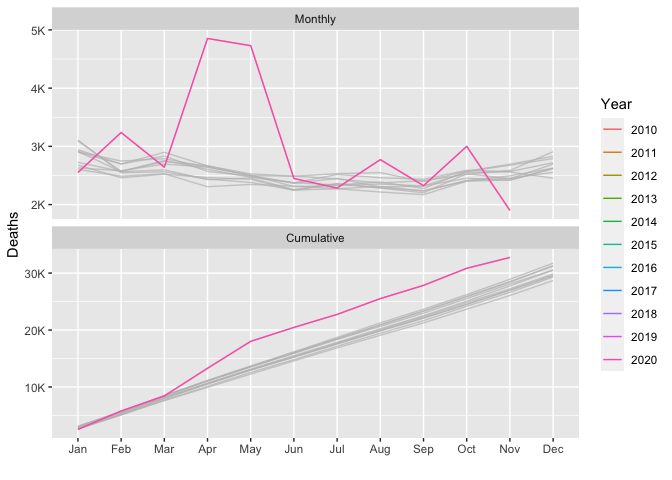 Monthly
5K
4K
3K
2K
Deaths
Cumulative
30K
20K
10K
Jan Feb Mar Apr May Jun Jul Aug Sep Oct Nov Dec
Year
2010
2011
2012
2013
2014
2015
2016
2017
2018
2019
2020